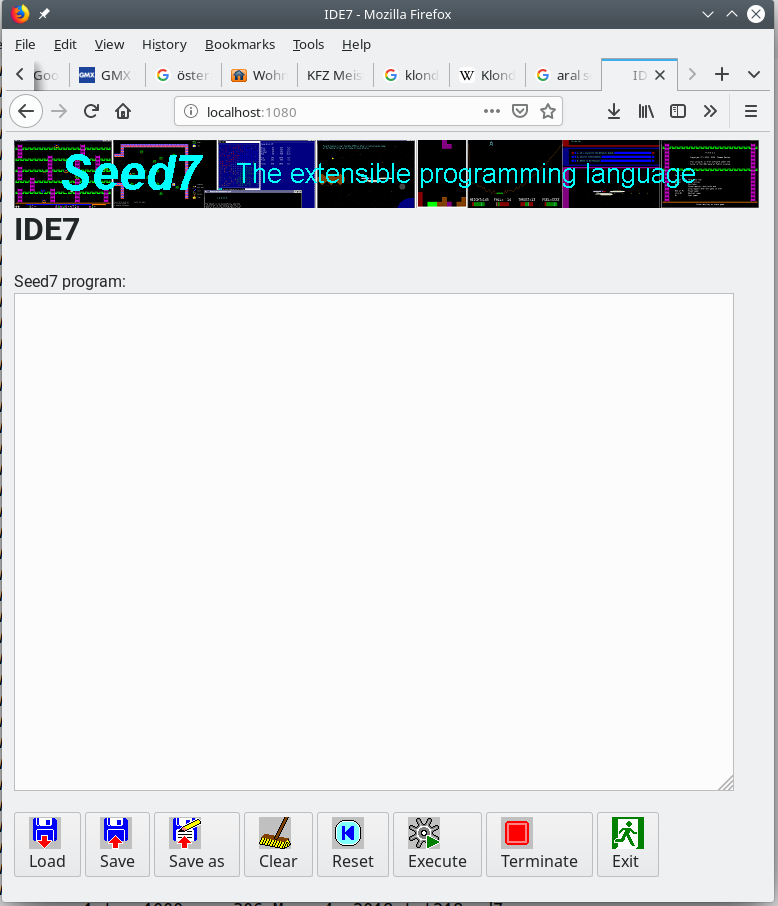 IDE7 - Mozilla Firefox
File Edit View History Bookmarks Tools Help
Goo GMX öster Wohn KFZ Meis klond Klond aral s ID
localhost:1080
Seed7 The extensible programming language
IDE7
Seed7 program:
Load Save Save as Clear Reset Execute Terminate Exit